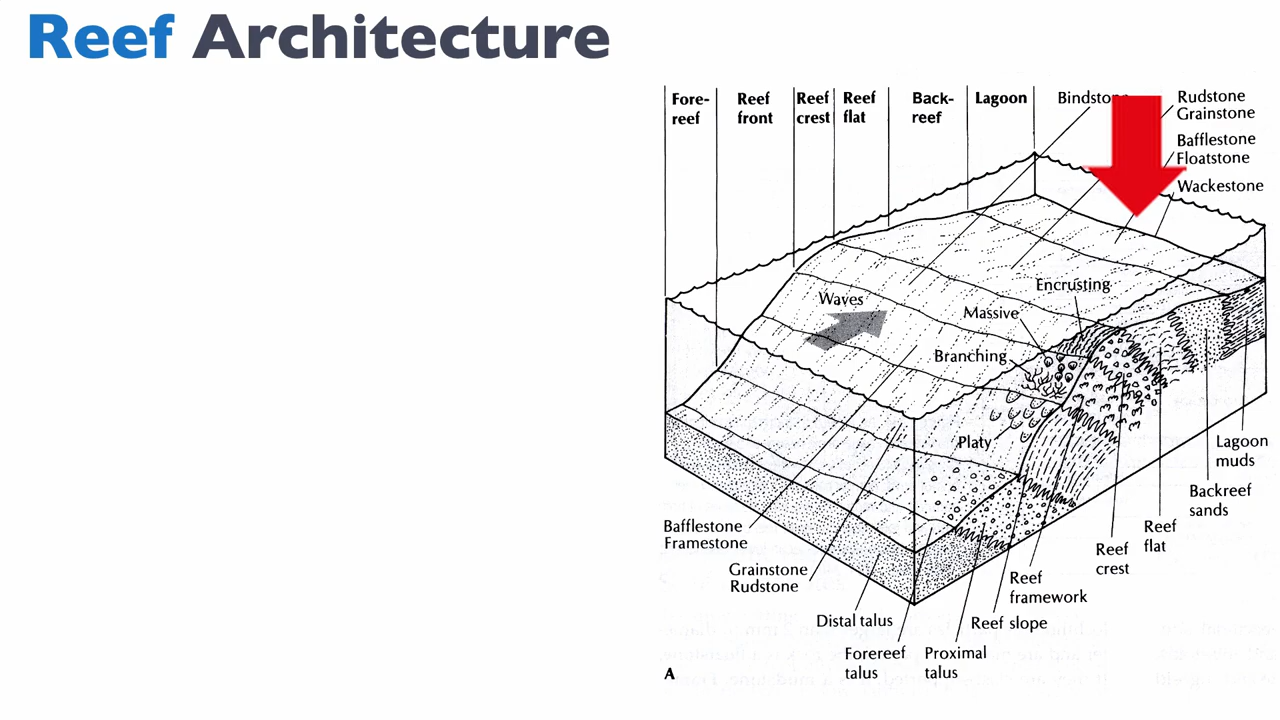 Reef Architecture
Fore-
reef
Reef
front
Reef
crest
Reef
flat
Back-
reef
Lagoon
Rudstone
Grainstone
Bafflestone
Floatstone
Wackestone
Encrusting
Waves
Massive
Branching
Platy
Lagoon
muds
Backreef
sands
Reef
flat
Reef
crest
Reef
framework
Reef slope
Bafflestone
Framestone
Grainstone
Rudstone
Distal talus
Forereef
talus
Proximal
talus
A